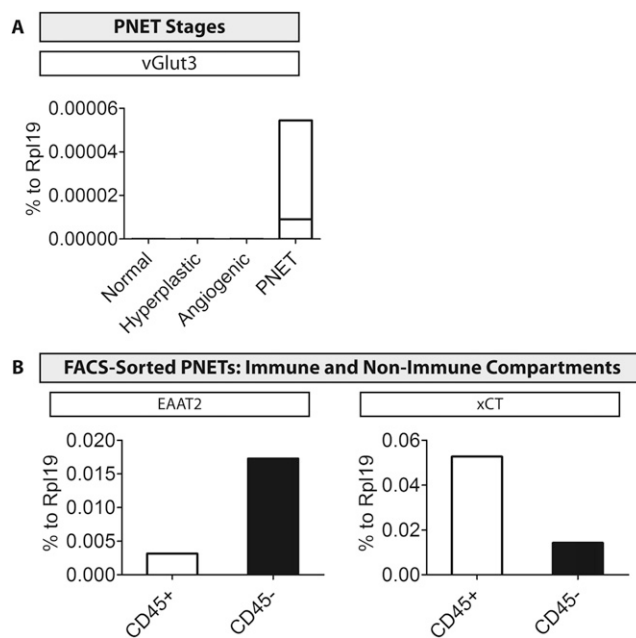 A
PNET Stages
vGlut3
% to Rpl19
0.00006
0.00004
0.00002
0.00000
Normal
Hyperplastic
Angiogenic
PNET
B
FACS-Sorted PNETs: Immune and Non-Immune Compartments
EAAT2
% to Rpl19
0.020
0.015
0.010
0.005
0.000
CD45+
CD45-
xCT
% to Rpl19
0.06
0.04
0.02
0.00
CD45+
CD45-